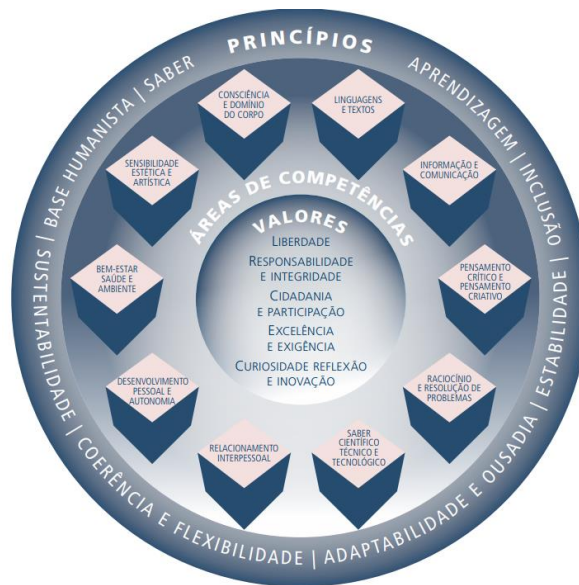 PRINCÍPIOS
BASE HUMANISTA | SABER
APRENDIZAGEM | INCLUSÃO
| ESTABILIDADE |
ADAPTABILIDADE E OUSADIA |
COERÊNCIA E FLEXIBILIDADE |
SUSTENTABILIDADE |
ÁREAS DE COMPETÊNCIAS
LINGUAGENS
E TEXTOS
INFORMAÇÃO E
COMUNICAÇÃO
PENSAMENTO
CRÍTICO E
PENSAMENTO
CRIATIVO
RACIOCÍNIO
E RESOLUÇÃO DE
PROBLEMAS
SABER
CIENTÍFICO
TÉCNICO E
TECNOLÓGICO
RELACIONAMENTO
INTERPESSOAL
DESENVOLVIMENTO
PESSOAL E
AUTONOMIA
BEM-ESTAR
SAÚDE E
AMBIENTE
SENSIBILIDADE
ESTÉTICA E
ARTÍSTICA
CONSCIÊNCIA
E DOMÍNIO
DO CORPO
VALORES
LIBERDADE
RESPONSABILIDADE
E INTEGRIDADE
CIDADANIA
E PARTICIPAÇÃO
EXCELÊNCIA
E EXIGÊNCIA
CURIOSIDADE REFLEXÃO
E INOVAÇÃO